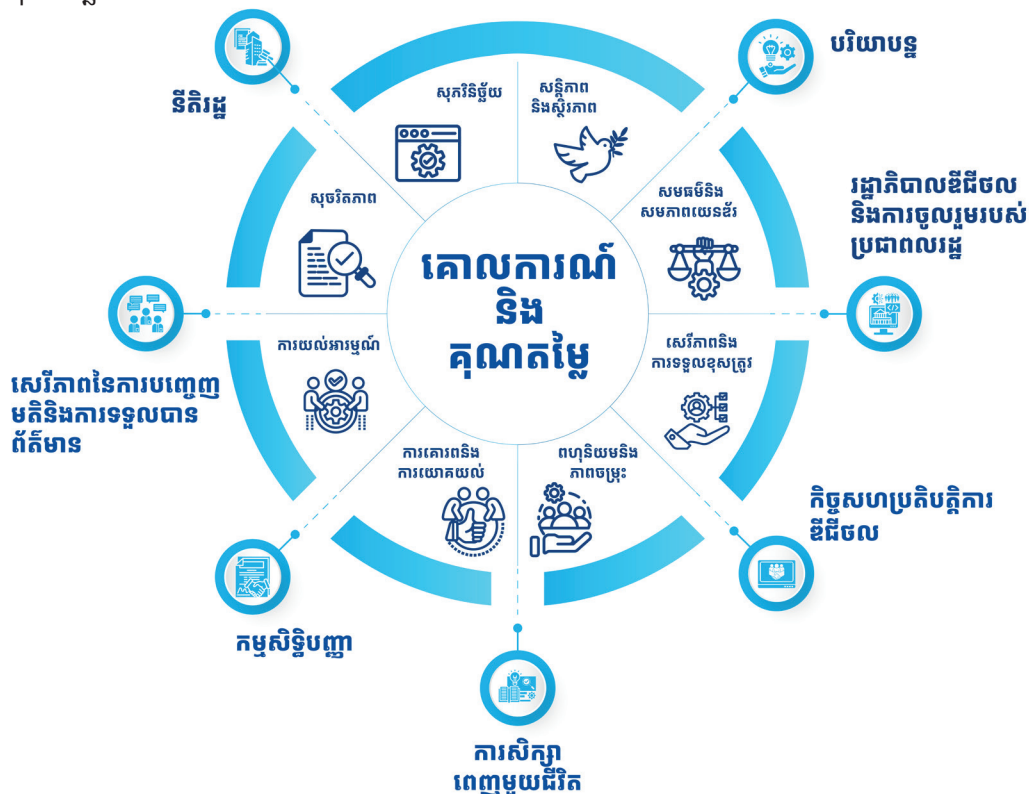 បរិយាបន្ន
នីតិរដ្ឋ
សុភវិនិច្ឆ័យ
សន្តិភាព
និងស្ថិរភាព
សុចរិតភាព
សមធម៌និង
សមភាពយេនឌ័រ
រដ្ឋាភិបាលឌីជីថល
និងការចូលរួមរបស់
ប្រជាពលរដ្ឋ
គោលការណ៍
និង
គុណតម្លៃ
ការយល់អារម្មណ៍
សេរីភាពនិង
ការទទួលខុសត្រូវ
សេរីភាពនៃការបញ្ចេញ
មតិនិងការទទួលបាន
ព័ត៌មាន
ការគោរពនិង
ការយោគយល់
ពហុនិយមនិង
ភាពចម្រុះ
កិច្ចសហប្រតិបត្តិការ
ឌីជីថល
កម្មសិទ្ធិបញ្ញា
ការសិក្សា
ពេញមួយជីវិត